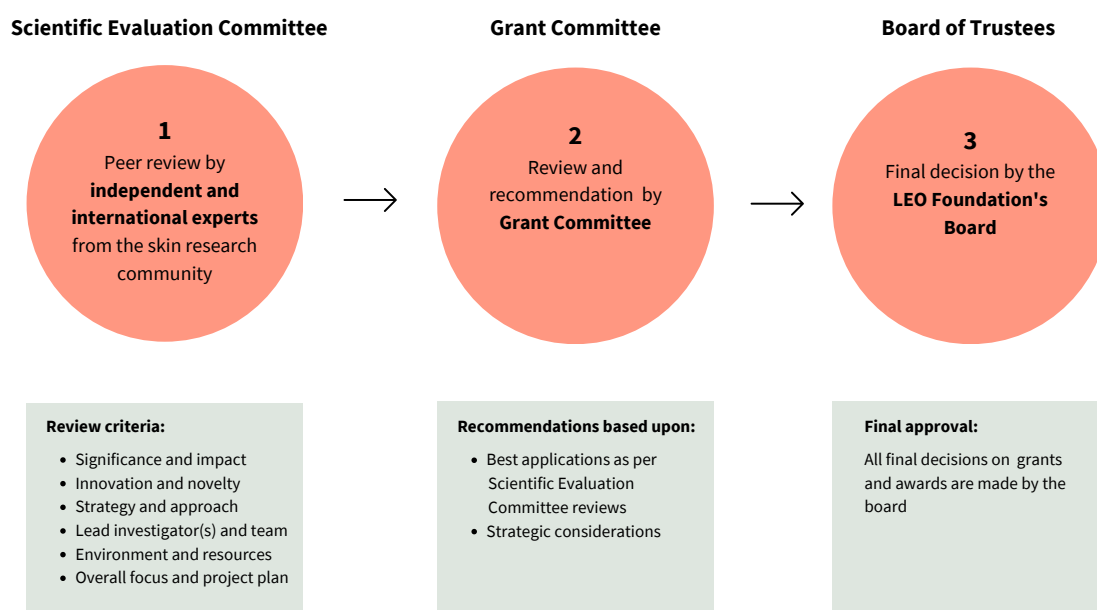 Scientific Evaluation Committee
1
Peer review by
independent and
international experts
from the skin research
community
Review criteria:
• Significance and impact
• Innovation and novelty
• Strategy and approach
• Lead investigator(s) and team
• Environment and resources
• Overall focus and project plan
Grant Committee
2
Review and
recommendation by
Grant Committee
Recommendations based upon:
• Best applications as per
Scientific Evaluation
Committee reviews
• Strategic considerations
Board of Trustees
3
Final decision by the
LEO Foundation's
Board
Final approval:
All final decisions on grants
and awards are made by the
board